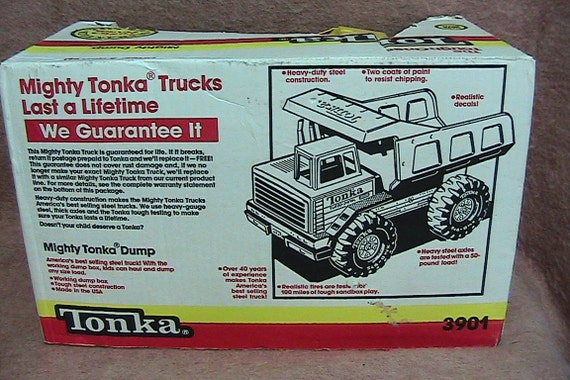 Mighty Tonka® Trucks
Last a Lifetime
We Guarantee It
This Mighty Tonka Truck is guaranteed for life. If it breaks,
return it postage prepaid to Tonka and we'll replace it — FREE!
This guarantee does not cover rust damage and, if we no
longer make your exact Mighty Tonka Truck, we'll replace
it with a similar Mighty Tonka Truck from our current product
line. For more details, see the complete warranty statement
on the bottom of this package.
Heavy-duty construction makes the Mighty Tonka Trucks
America's best selling steel trucks. We use heavy-gauge
steel, thick axles and the Tonka tough testing to make
sure your Tonka lasts a lifetime.
Doesn't your child deserve a Tonka?
Mighty Tonka® Dump
America's best selling steel truck! With the
working dump box, kids can haul and dump
any size load.
•Working dump box.
•Tough steel construction
•Made in the USA
•Over 40 years
of experience
makes Tonka
America's
best selling
steel truck!
•Heavy-duty steel
construction.
•Two coats of paint
to resist chipping.
•Realistic
decals!
Tonka
Tonka
•Heavy steel axles
are tested with a 50-
pound load!
•Realistic tires are tested for
100 miles of tough sandbox play.
Tonka®
3901